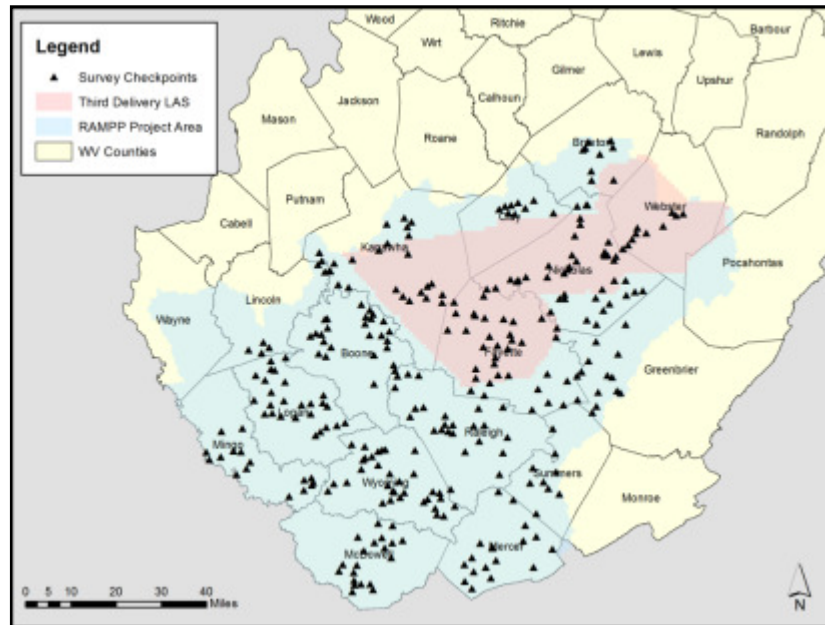 Legend
Survey Checkpoints
Third Delivery LAS
RAMPP Project Area
WV Counties
Wood
Ritchie
Barbour
Wirt
Lewis
Gilmer
Upshur
Jackson
Calhoun
Mason
Roane
Randolph
Braxton
Putnam
Webster
Clay
Cabell
Kanawha
Nicholas
Pocahontas
Lincoln
Wayne
Boone
Fayette
Greenbrier
Logan
Raleigh
Mingo
Summers
Wyoming
Monroe
Mercer
McDowell
0 5 10 20 30 40
Miles
N